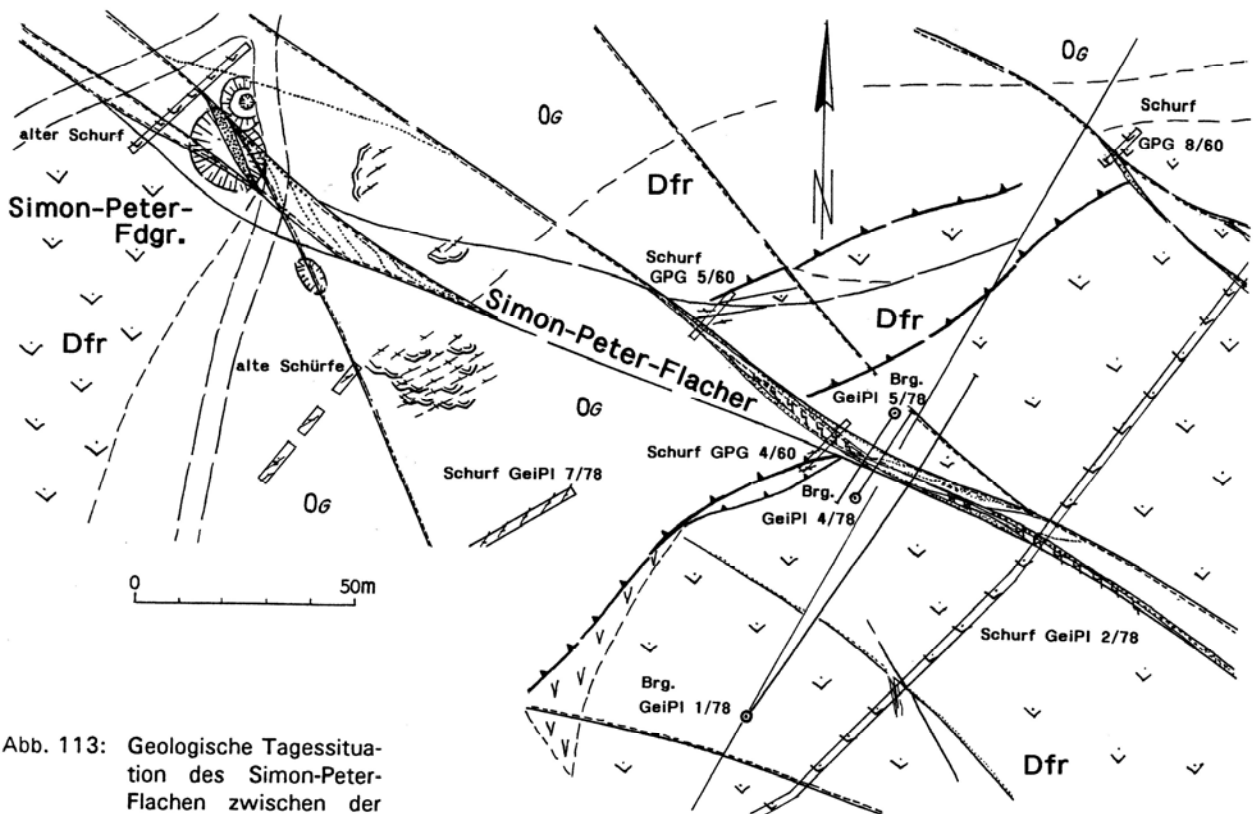 OG
Schurf
GPG 8/60
OG
alter Schurf
Dfr
N
Simon-Peter-
Fdgr.
Schurf
GPG 5/60
Simon-Peter-Flacher
Dfr
Dfr
alte Schürfe
Brg.
GeiPl
5/78
OG
Schurf GPG 4/60
Schurf GeiPl 7/78
Brg.
GeiPl 4/78
OG
0
50m
Schurf GeiPl 2/78
Brg.
GeiPl 1/78
Dfr
Abb. 113: Geologische Tagessitua-
tion des Simon-Peter-
Flachen zwischen der